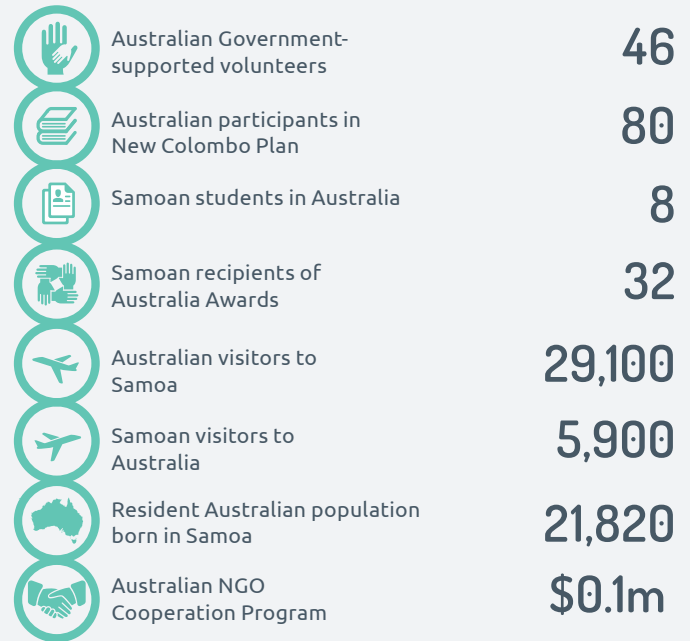 Australian Government-
supported volunteers
46
Australian participants in
New Colombo Plan
80
Samoan students in Australia
8
Samoan recipients of
Australia Awards
32
Australian visitors to
Samoa
29,100
Samoan visitors to
Australia
5,900
Resident Australian population
born in Samoa
21,820
Australian NGO
Cooperation Program
$0.1m